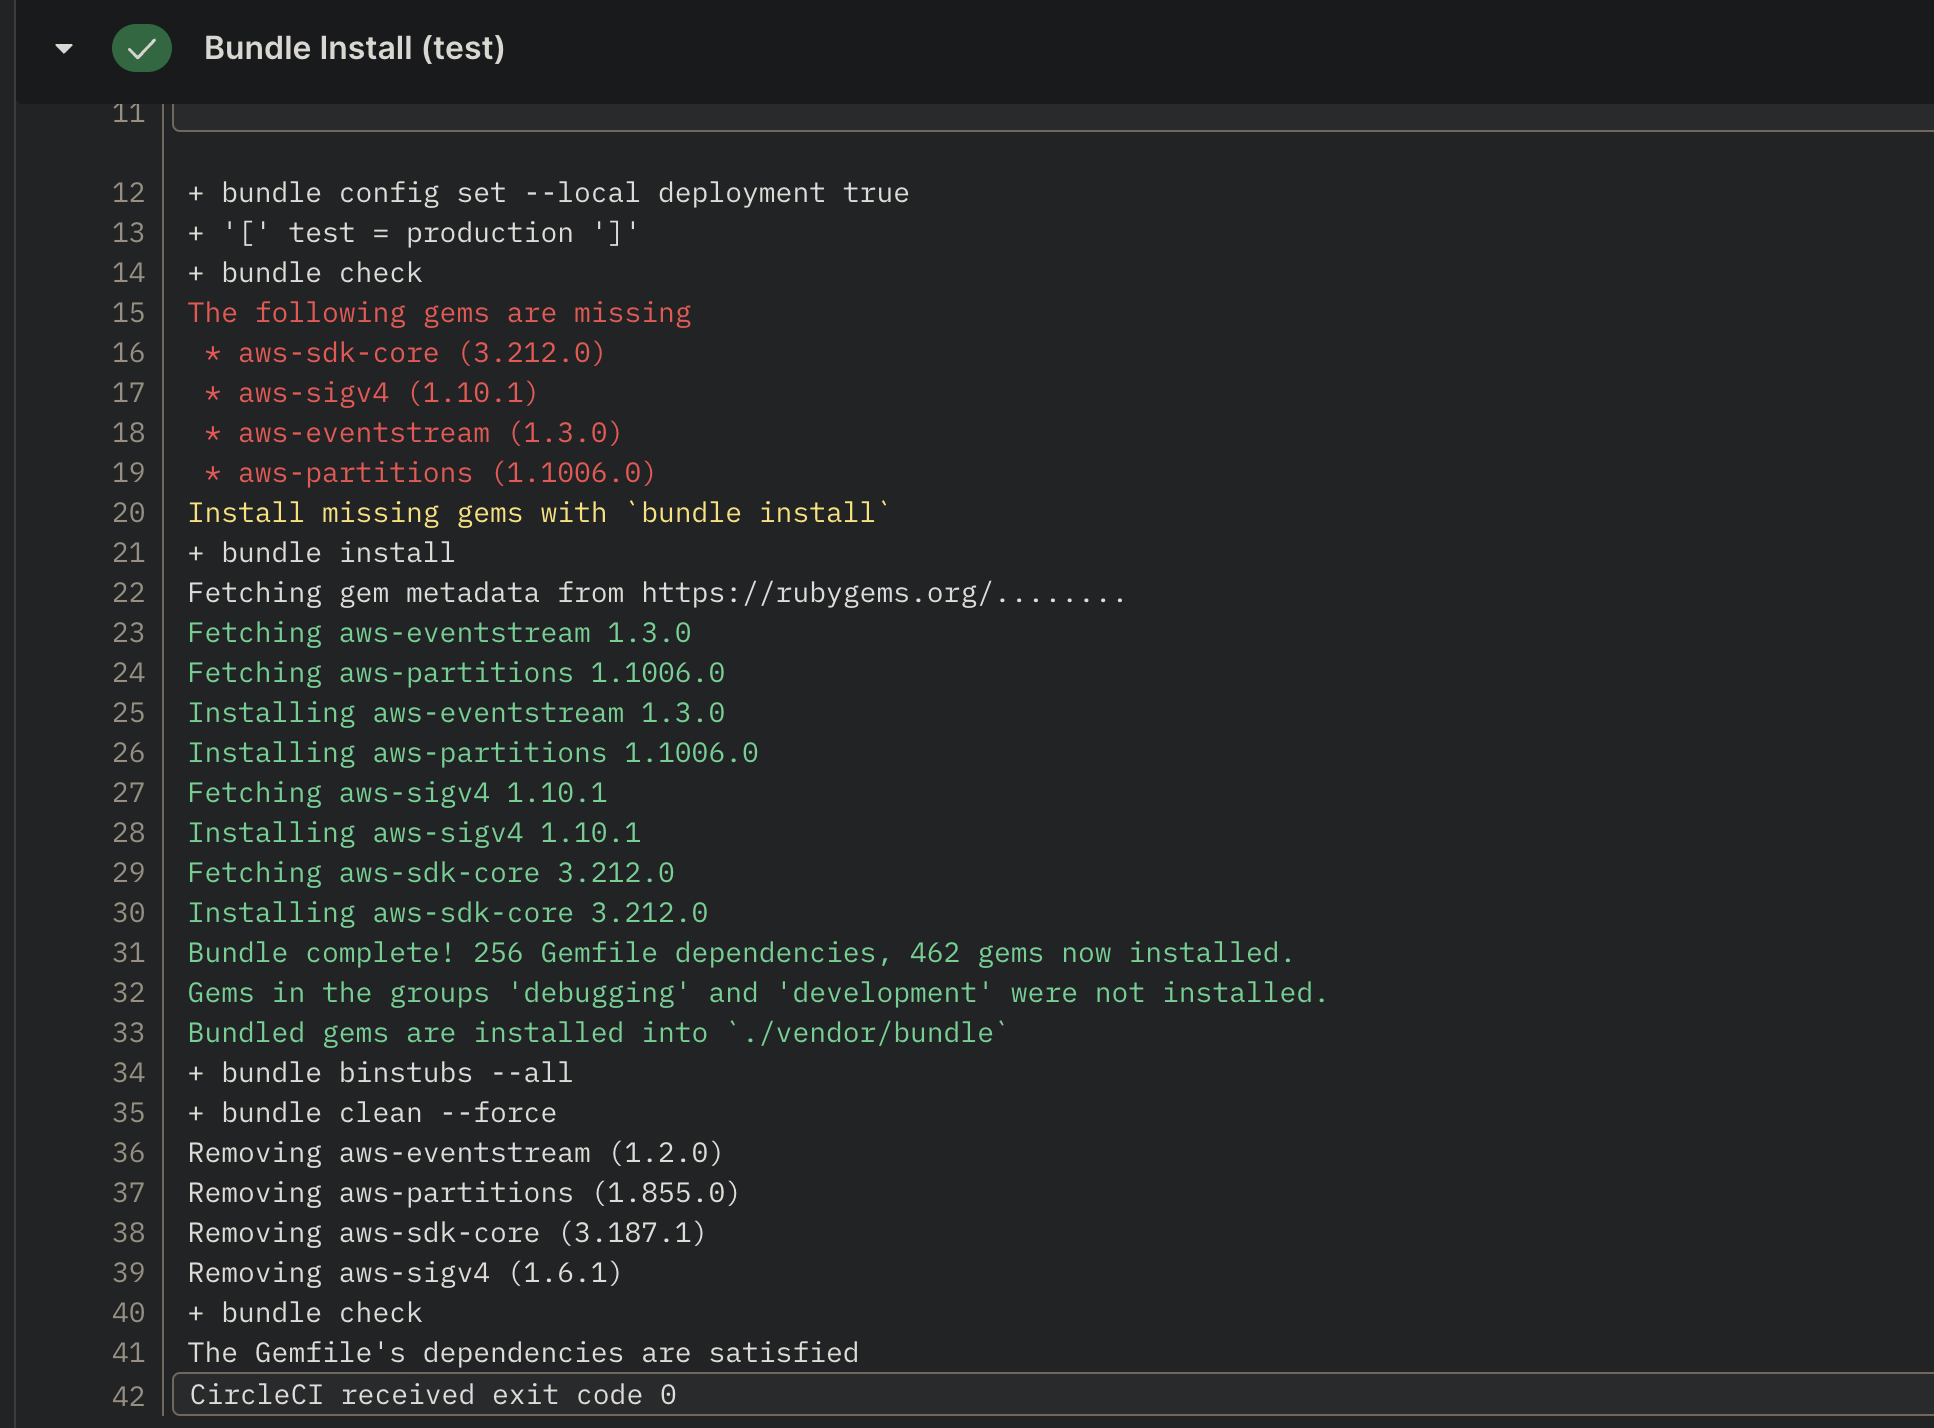 Bundle Install (test)
11
12 + bundle config set --local deployment true
13 + '[' test = production ']'
14 + bundle check
15 The following gems are missing
16  * aws-sdk-core (3.212.0)
17  * aws-sigv4 (1.10.1)
18  * aws-eventstream (1.3.0)
19  * aws-partitions (1.1006.0)
20 Install missing gems with `bundle install`
21 + bundle install
22 Fetching gem metadata from https://rubygems.org/........
23 Fetching aws-eventstream 1.3.0
24 Fetching aws-partitions 1.1006.0
25 Installing aws-eventstream 1.3.0
26 Installing aws-partitions 1.1006.0
27 Fetching aws-sigv4 1.10.1
28 Installing aws-sigv4 1.10.1
29 Fetching aws-sdk-core 3.212.0
30 Installing aws-sdk-core 3.212.0
31 Bundle complete! 256 Gemfile dependencies, 462 gems now installed.
32 Gems in the groups 'debugging' and 'development' were not installed.
33 Bundled gems are installed into `./vendor/bundle`
34 + bundle binstubs --all
35 + bundle clean --force
36 Removing aws-eventstream (1.2.0)
37 Removing aws-partitions (1.855.0)
38 Removing aws-sdk-core (3.187.1)
39 Removing aws-sigv4 (1.6.1)
40 + bundle check
41 The Gemfile's dependencies are satisfied
42 CircleCI received exit code 0